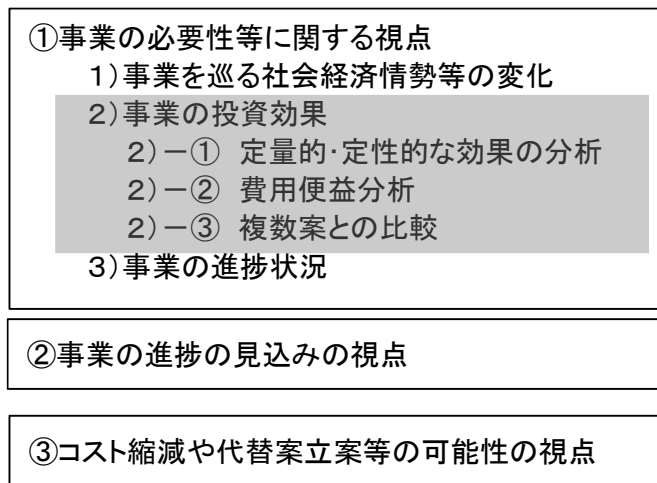 ①事業の必要性等に関する視点
１）事業を巡る社会経済情勢等の変化
２）事業の投資効果
２）－① 定量的・定性的な効果の分析
２）－② 費用便益分析
２）－③ 複数案との比較
３）事業の進捗状況
②事業の進捗の見込みの視点
③コスト縮減や代替案立案等の可能性の視点